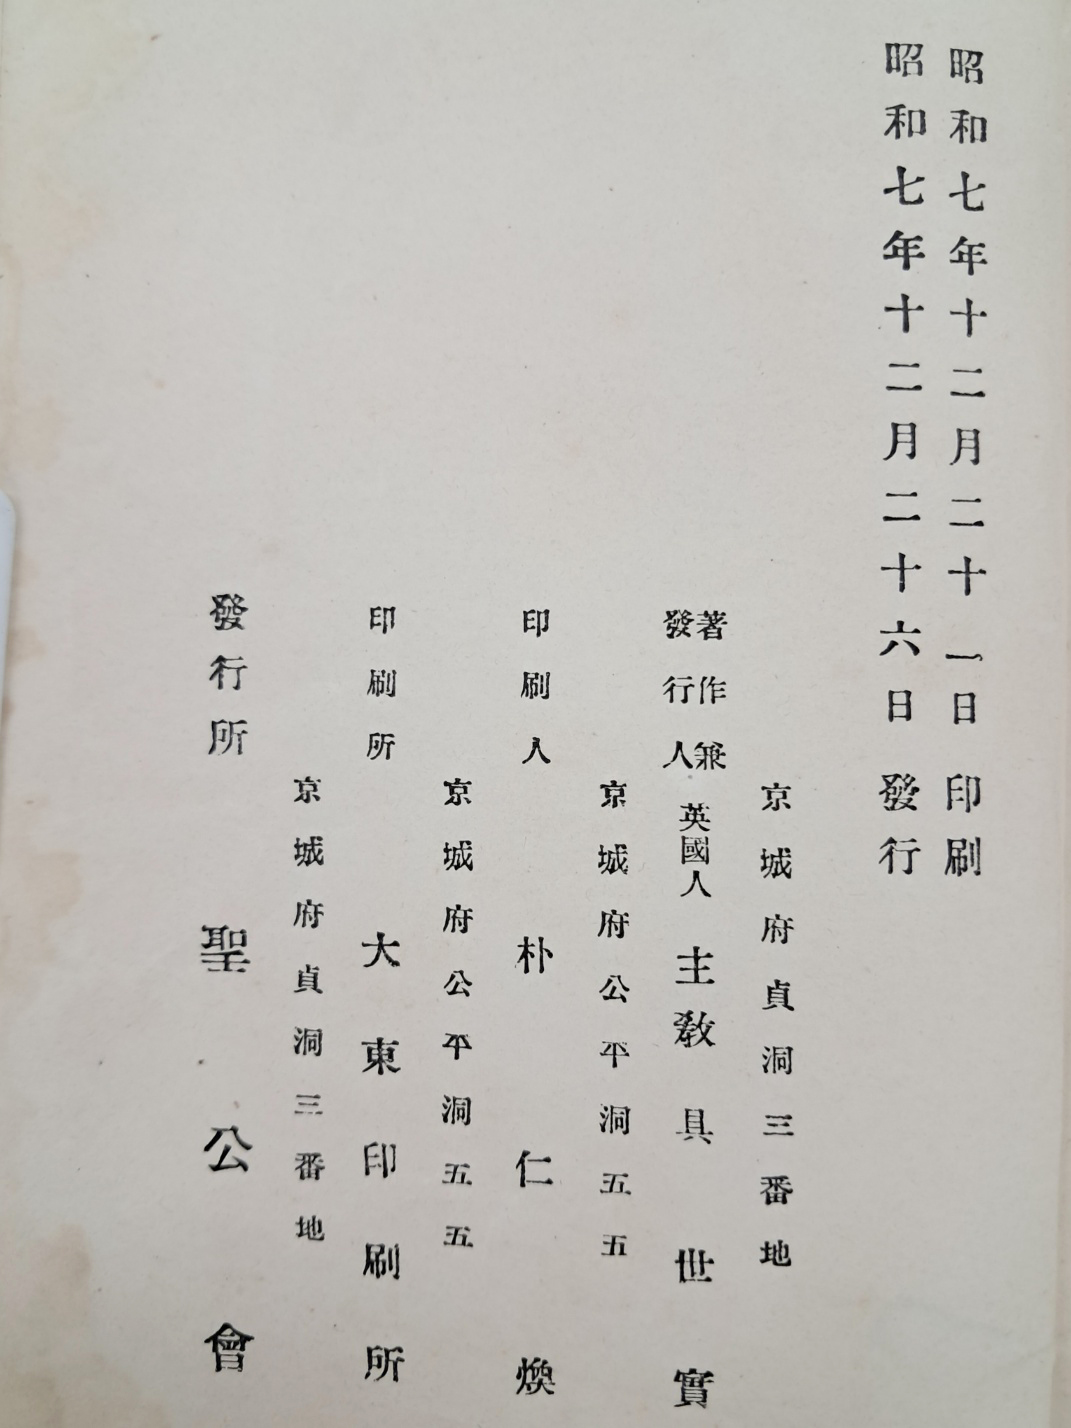 昭和七年十二月二十一日 印刷
昭和七年十二月二十六日 發行
京城府貞洞三番地
著作兼
發行人 英國人 主敎 具世實
京城府公平洞五五
印刷人 朴仁煥
京城府公平洞五五
印刷所 大東印刷所
京城府貞洞三番地
發行所 聖公會